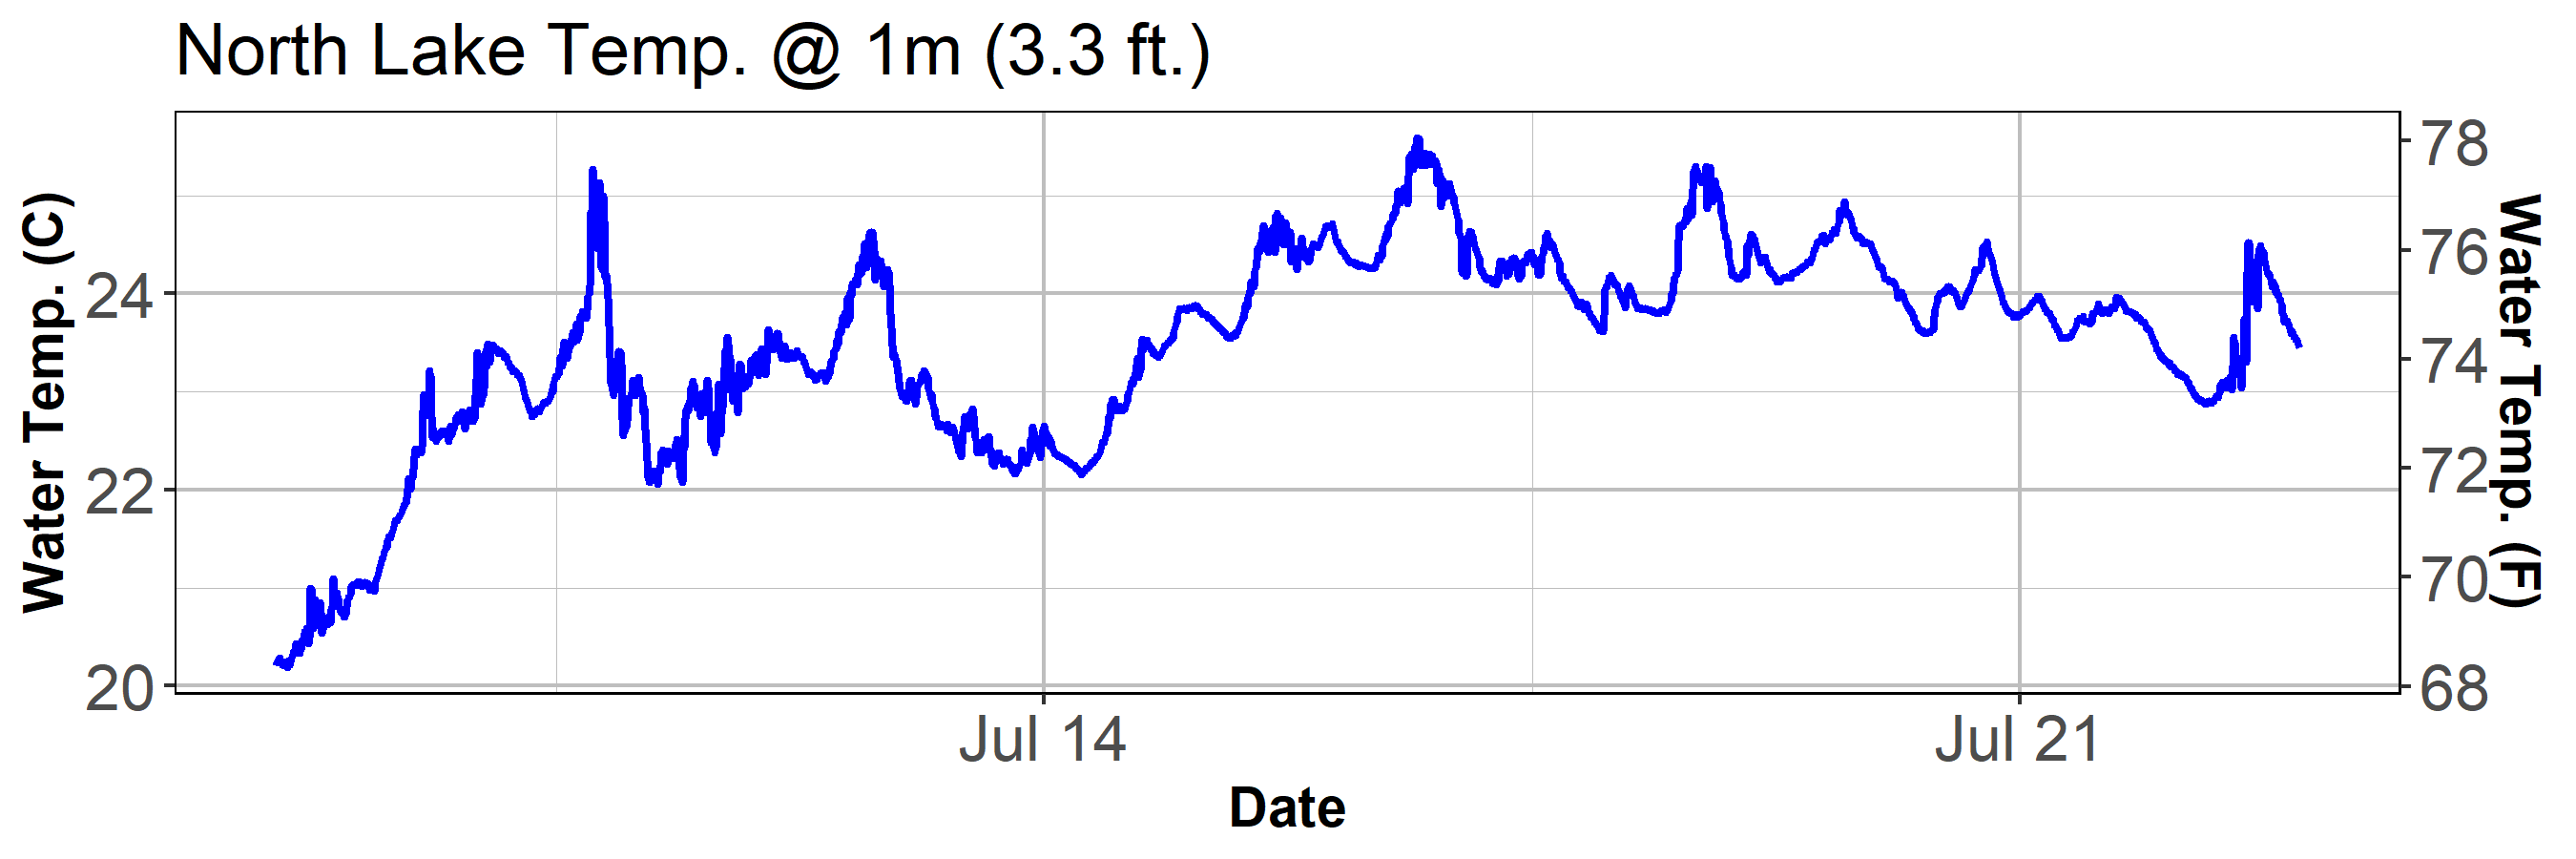 North Lake Temp. @ 1m (3.3 ft.)
Water Temp. (C)
24
22
20
78
76
74
72
70
68
Water Temp. (F)
Jul 14
Jul 21
Date